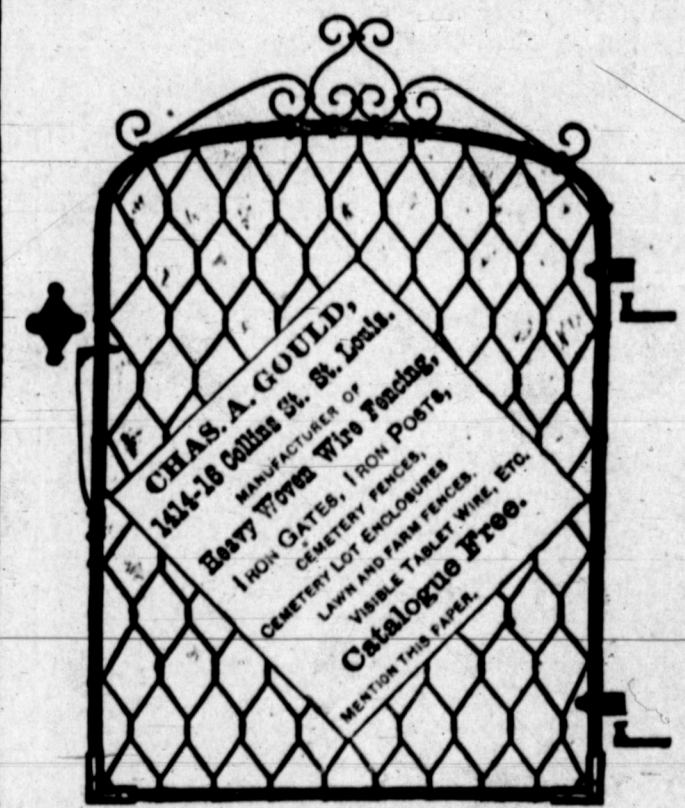 CHAS. A. GOULD,
1414-16 Collins St. St. Louis.
MANUFACTURER OF
Heavy Woven Wire Fencing,
IRON GATES, IRON POSTS,
CEMETERY FENCES,
CEMETERY LOT ENCLOSURES
LAWN AND FARM FENCES.
VISIBLE TABLET WIRE, ETC.
Catalogue Free.
MENTION THIS PAPER.